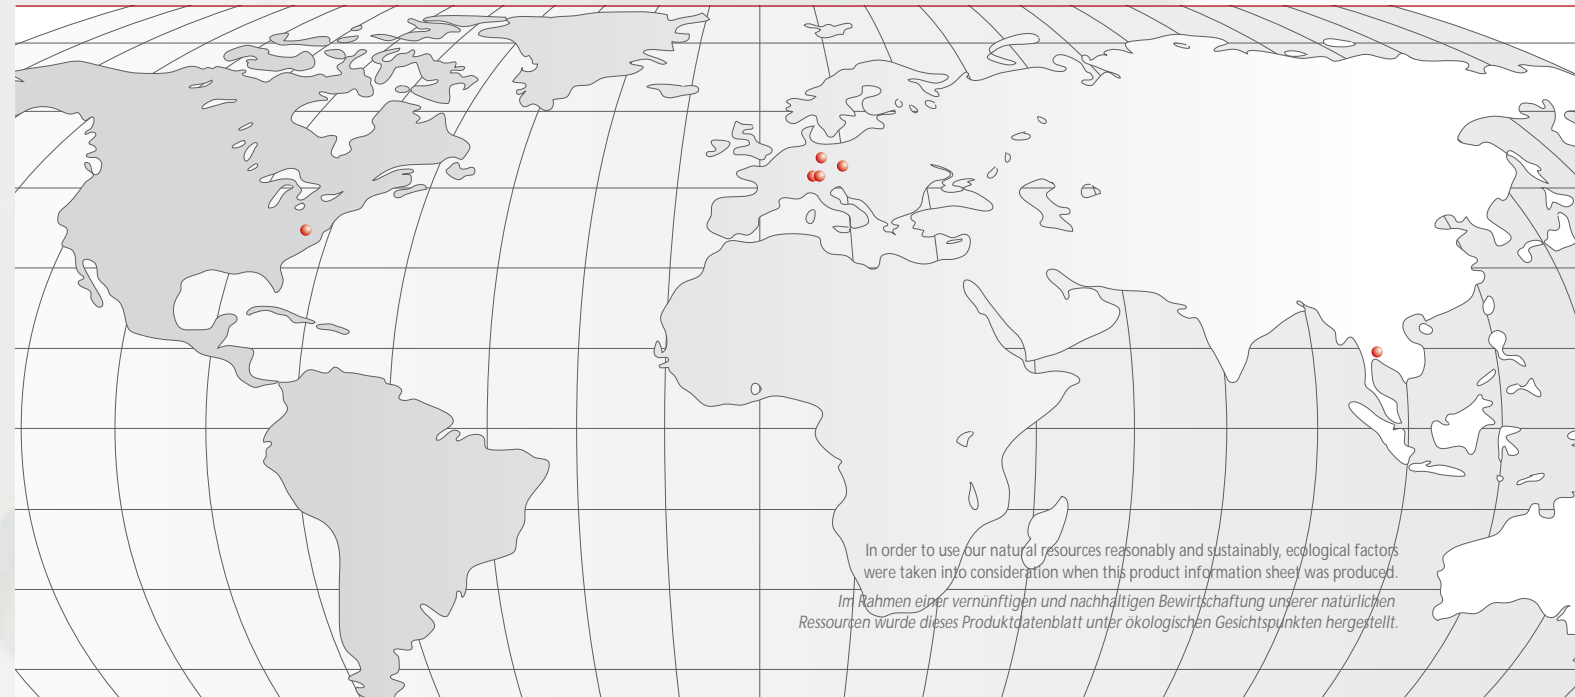 In order to use our natural resources reasonably and sustainably, ecological factors
were taken into consideration when this product information sheet was produced.
Im Rahmen einer vernünftigen und nachhaltigen Bewirtschaftung unserer natürlichen
Ressourcen wurde dieses Produktdatenblatt unter ökologischen Gesichtspunkten hergestellt.